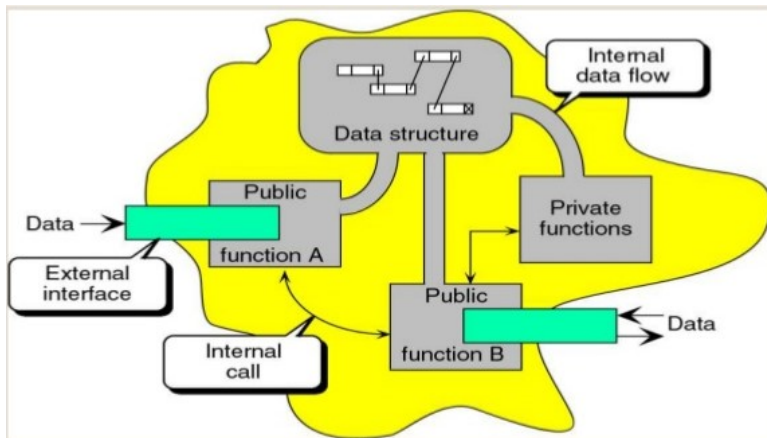 Internal
data flow
Data structure
Public
function A
Private
functions
Data
External
interface
Public
function B
Data
Internal
call